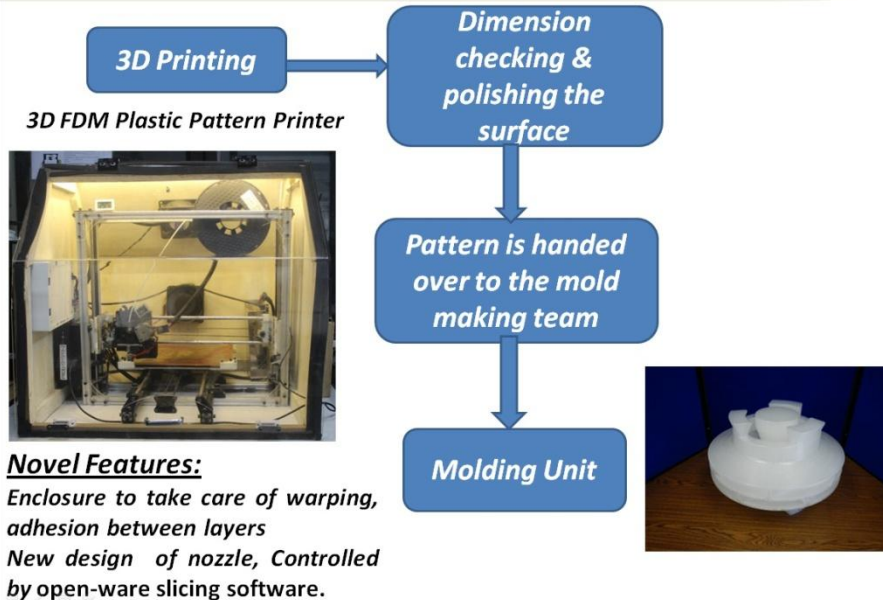 3D Printing
Dimension
checking &
polishing the
surface
3D FDM Plastic Pattern Printer
Pattern is handed
over to the mold
making team
Molding Unit
Novel Features:
Enclosure to take care of warping,
adhesion between layers
New design of nozzle, Controlled
by open-ware slicing software.